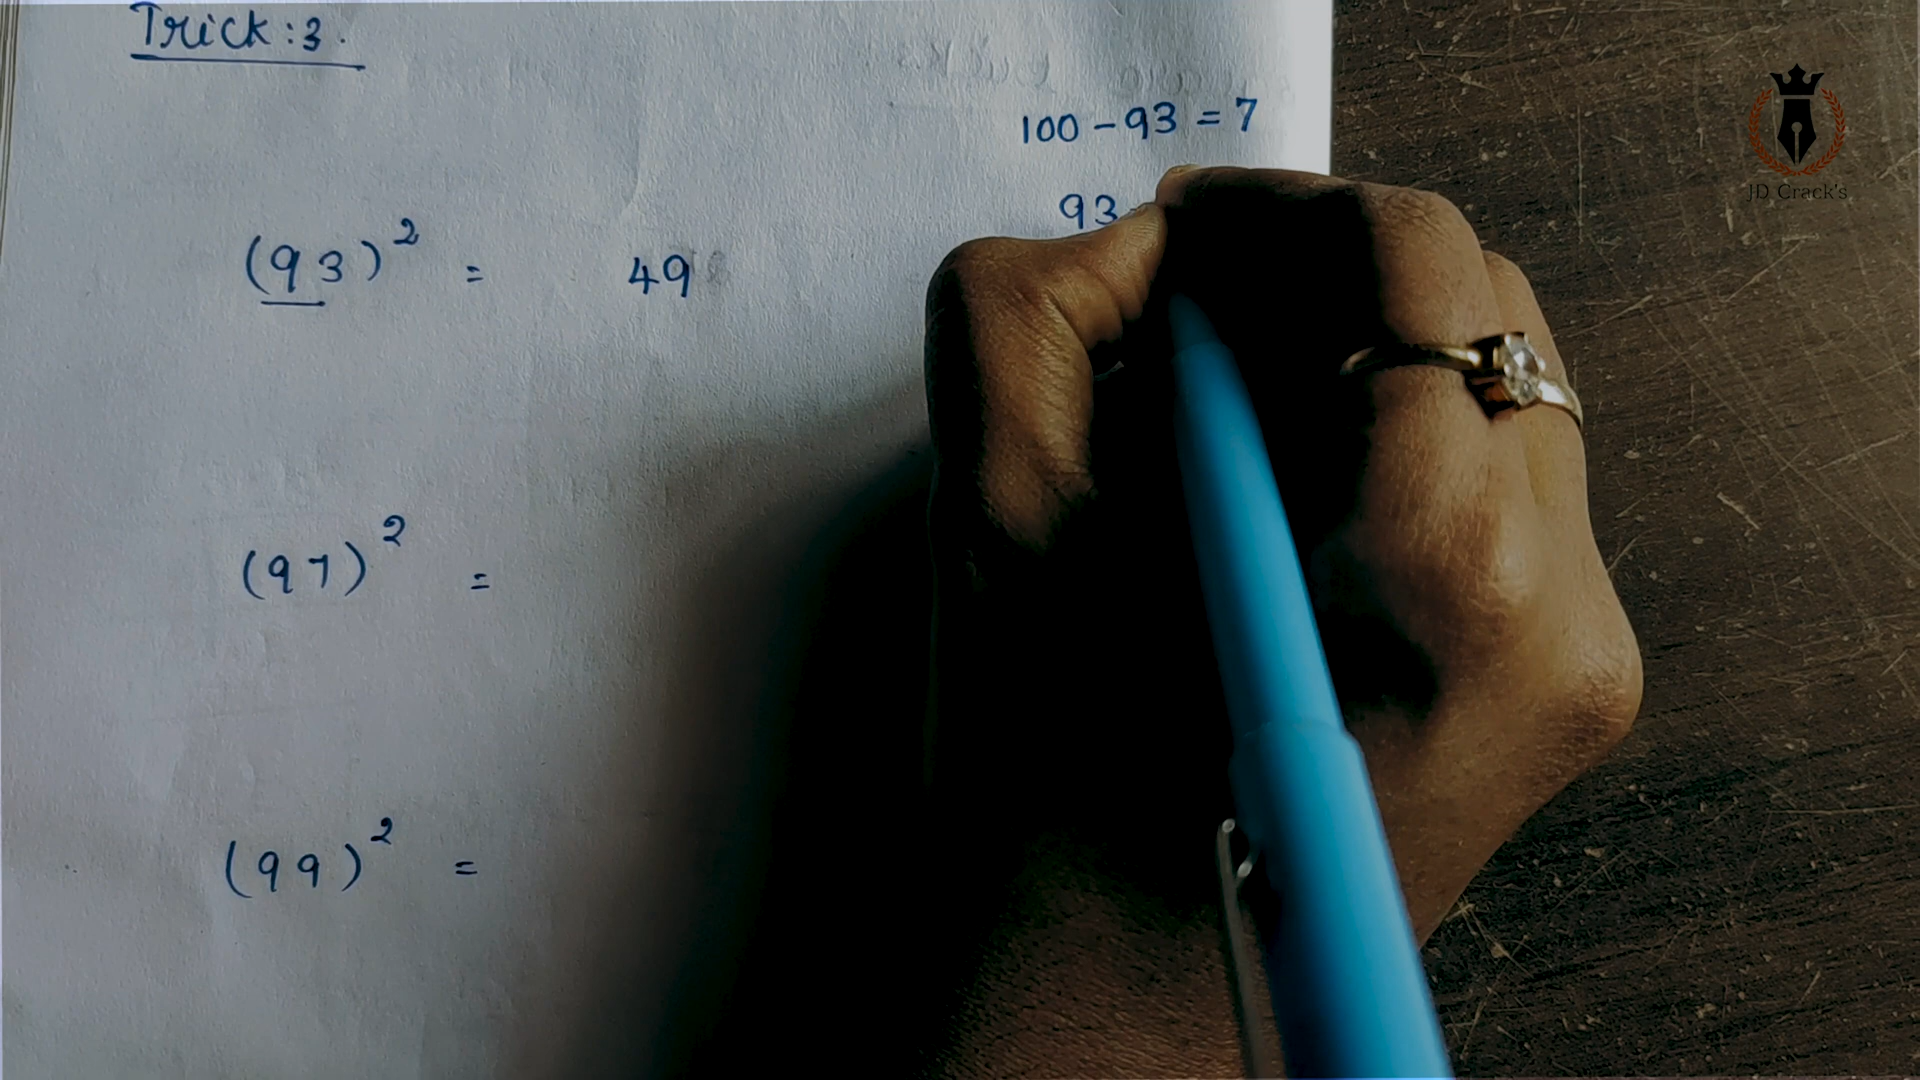 Trick : 3.
100 - 93 = 7
93 -
(93)² = 49
(97)² =
(99)² =
JD Crack's